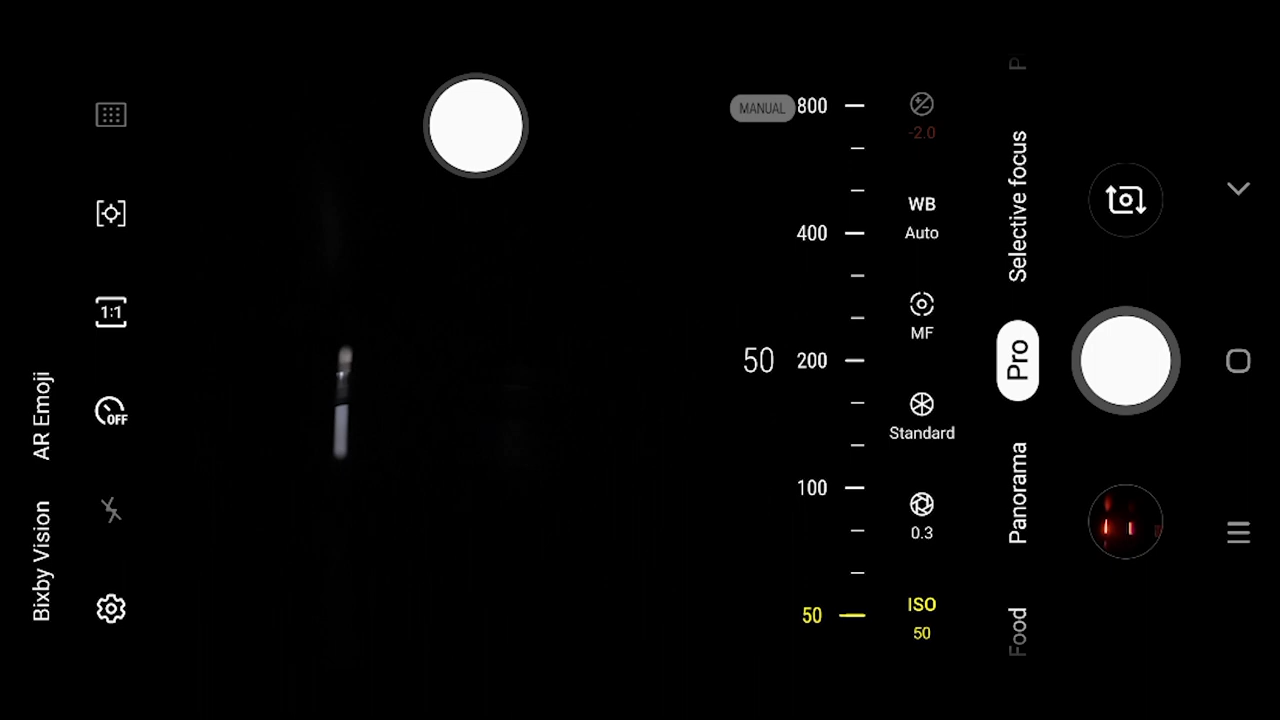 Bixby Vision
AR Emoji
1:1
OFF
MANUAL
50
800
400
200
100
50
-2.0
WB
Auto
MF
Standard
0.3
ISO
50
Food
Panorama
Pro
Selective focus
P